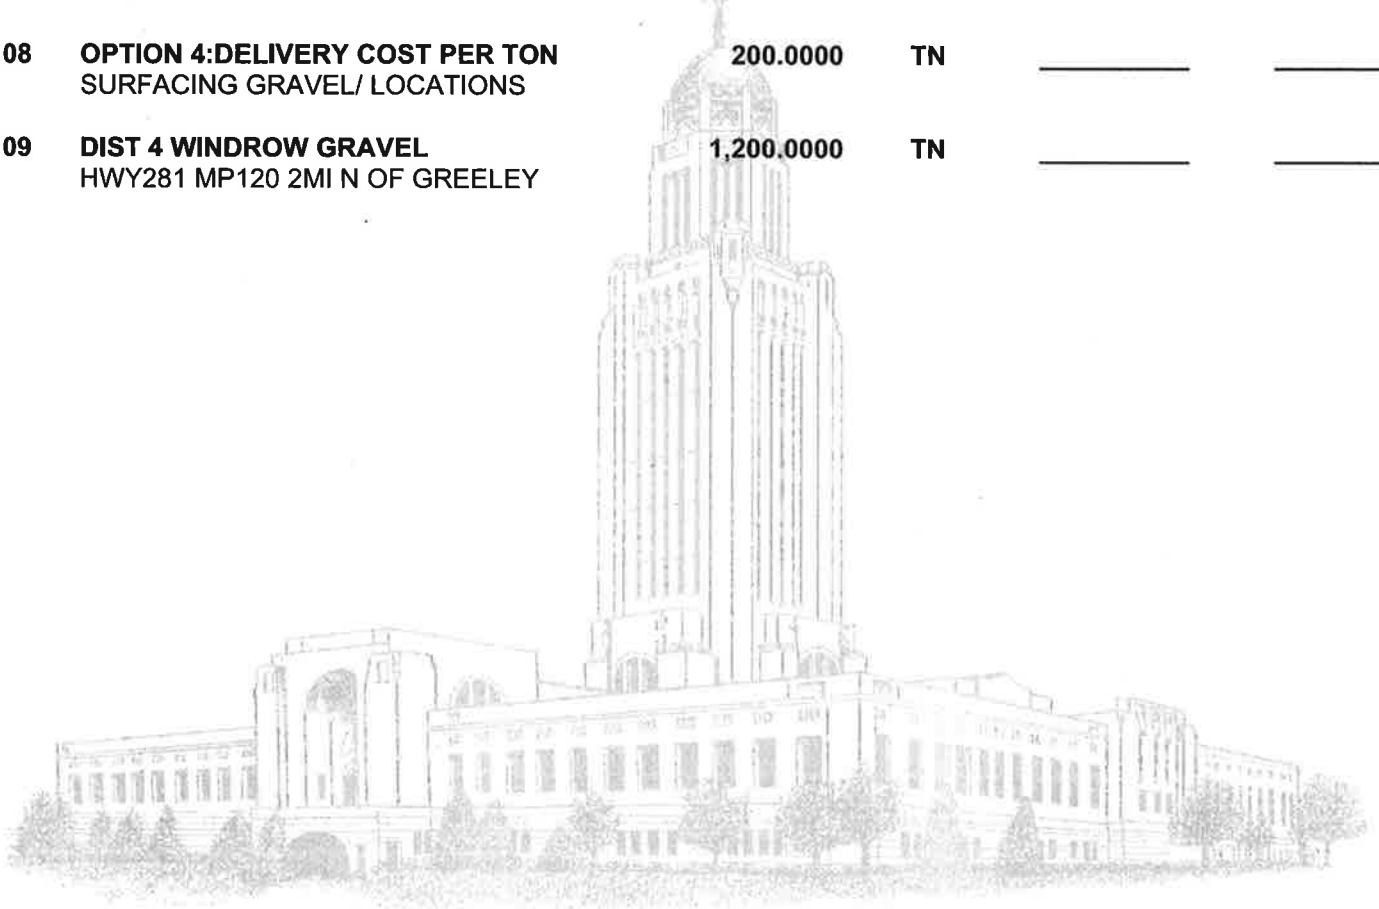 08 OPTION 4:DELIVERY COST PER TON 200.0000 TN
SURFACING GRAVEL/ LOCATIONS
09 DIST 4 WINDROW GRAVEL 1,200.0000 TN
HWY281 MP120 2MI N OF GREELEY